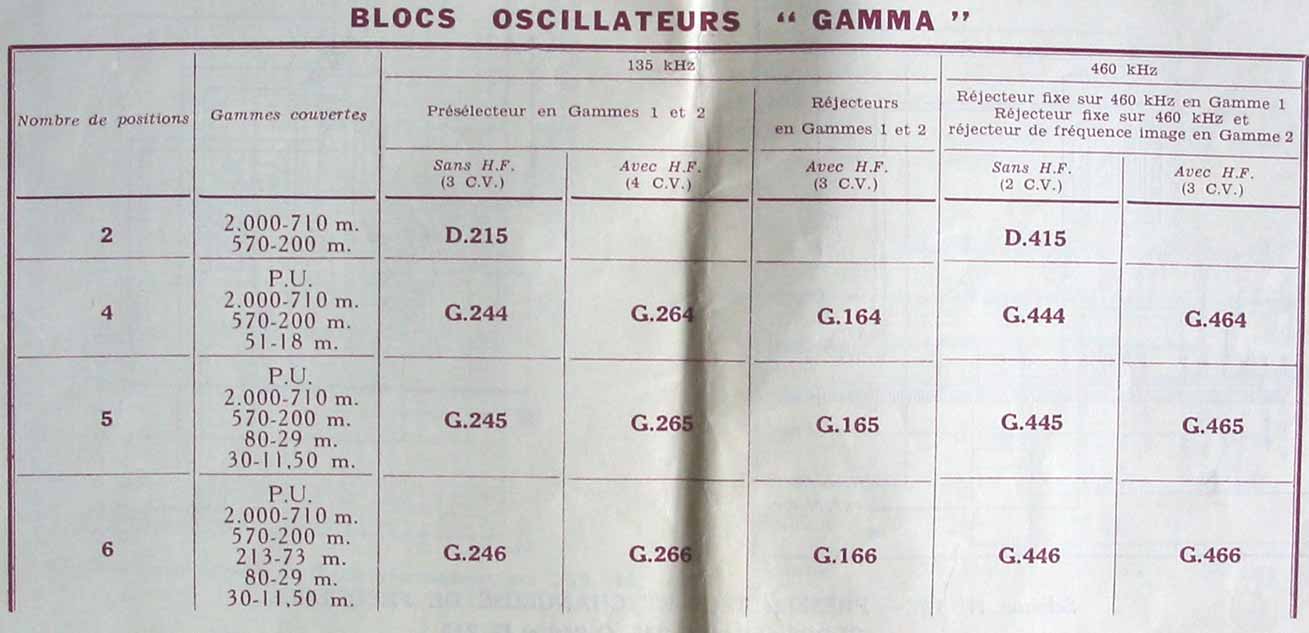 BLOCS OSCILLATEURS “ GAMMA ”
135 kHz
460 kHz
Nombre de positions
Gammes couvertes
Présélecteur en Gammes 1 et 2
Réjecteurs
en Gammes 1 et 2
Réjecteur fixe sur 460 kHz en Gamme 1
Réjecteur fixe sur 460 kHz et
réjecteur de fréquence image en Gamme 2
Sans H.F.
(3 C.V.)
Avec H.F.
(4 C.V.)
Avec H.F.
(3 C.V.)
Sans H.F.
(2 C.V.)
Avec H.F.
(3 C.V.)
2
2.000-710 m.
570-200 m.
D.215
D.415
4
P.U.
2.000-710 m.
570-200 m.
51-18 m.
G.244
G.264
G.164
G.444
G.464
5
P.U.
2.000-710 m.
570-200 m.
80-29 m.
30-11,50 m.
G.245
G.265
G.165
G.445
G.465
6
P.U.
2.000-710 m.
570-200 m.
213-73 m.
80-29 m.
30-11,50 m.
G.246
G.266
G.166
G.446
G.466